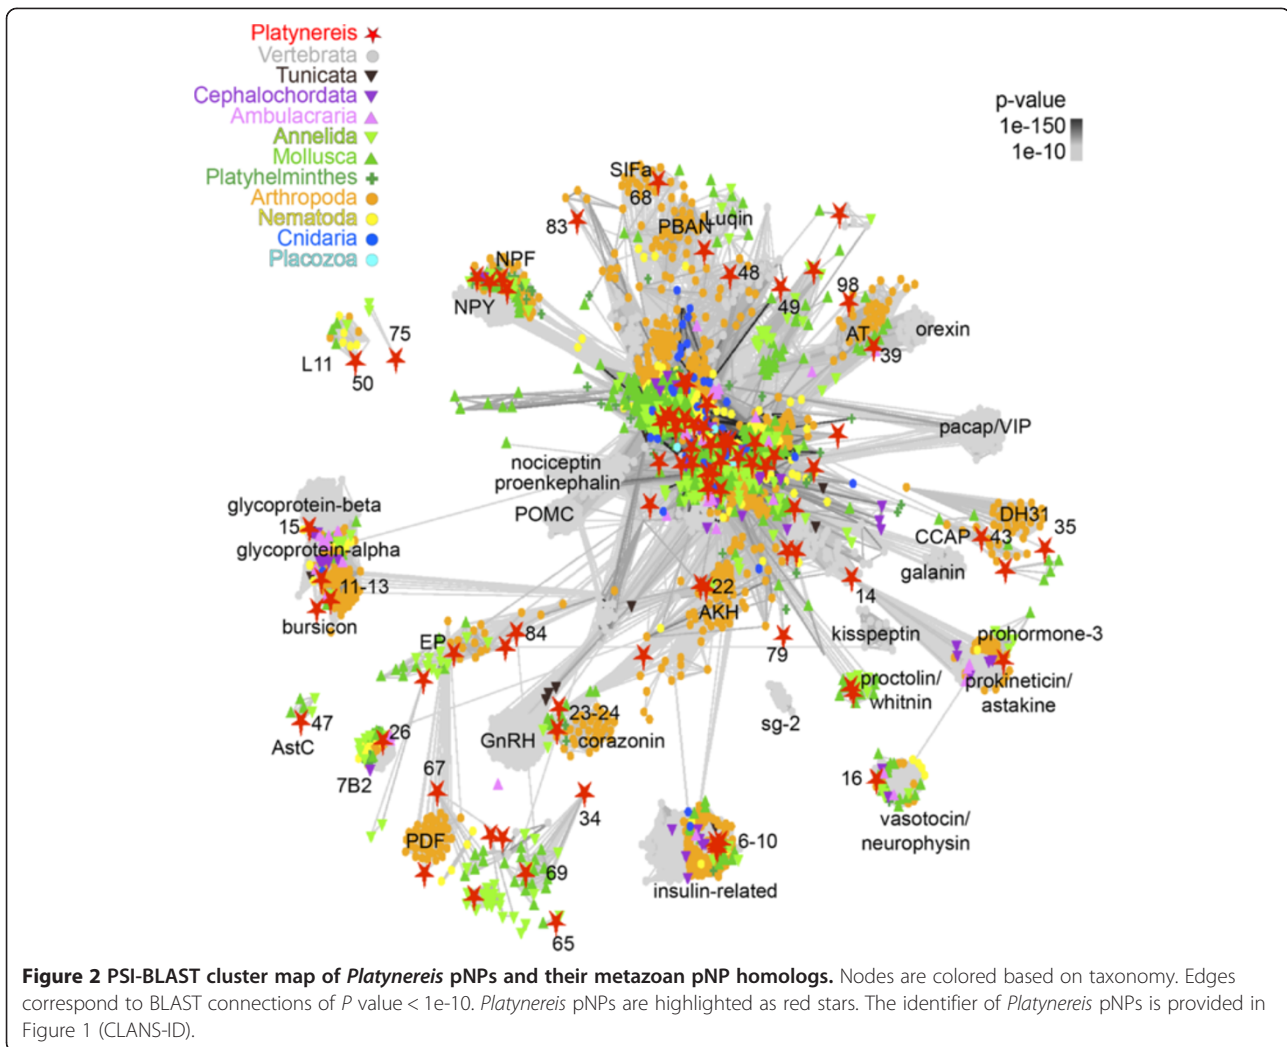 Platynereis
Vertebrata
Tunicata
Cephalochordata
Ambulacraria
Annelida
Mollusca
Platyhelminthes
Arthropoda
Nematoda
Cnidaria
Placozoa
p-value
1e-150
1e-10
SIFa
68
83
PBAN
Luqin
NPF
48
98
NPY
49
AT
orexin
39
75
L11
50
pacap/VIP
nociceptin
proenkephalin
POMC
glycoprotein-beta
15
glycoprotein-alpha
11-13
bursicon
DH31
35
CCAP
43
galanin
14
22
AKH
kisspeptin
79
prohormone-3
84
EP
proctolin/
whitnin
prokineticin/
astakine
sg-2
23-24
GnRH
corazonin
47
AstC
26
7B2
67
16
34
vasotocin/
neurophysin
PDF
6-10
69
insulin-related
65
Figure 2 PSI-BLAST cluster map of Platynereis pNPs and their metazoan pNP homologs. Nodes are colored based on taxonomy. Edges
correspond to BLAST connections of P value < 1e-10. Platynereis pNPs are highlighted as red stars. The identifier of Platynereis pNPs is provided in
Figure 1 (CLANS-ID).